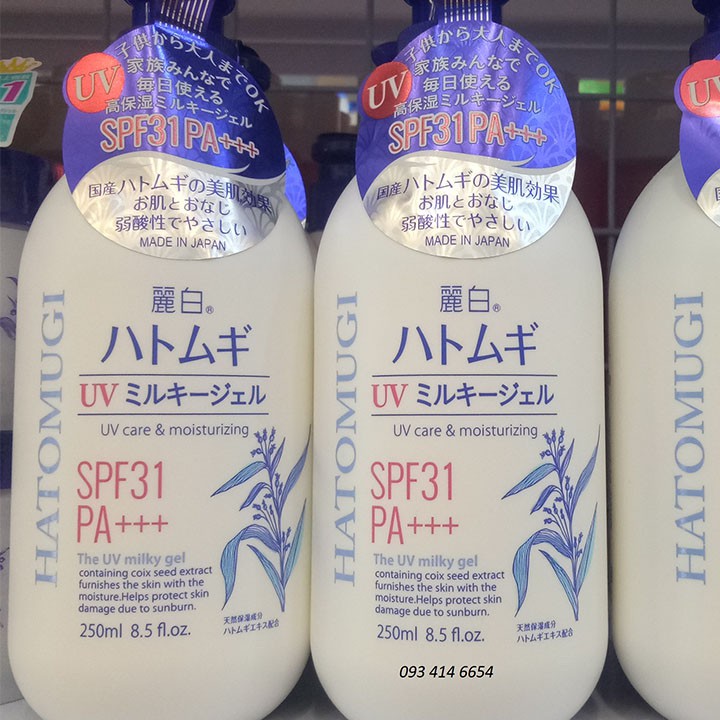 子供から大人までOK
UV
家族みんなで
毎日使える
高保湿ミルキージェル
SPF31 PA+++
国産ハトムギの美肌効果
お肌とおなじ
弱酸性でやさしい
MADE IN JAPAN
HATOMUGI
麗白®
ハトムギ
UVミルキージェル
UV care & moisturizing
SPF31
PA+++
The UV milky gel
containing coix seed extract
furnishes the skin with the
moisture.Helps protect skin
damage due to sunburn.
250ml 8.5 fl.oz.
天然保湿成分
ハトムギエキス配合
子供から大人までOK
UV
家族みんなで
毎日使える
高保湿ミルキージェル
SPF31 PA+++
国産ハトムギの美肌効果
お肌とおなじ
弱酸性でやさしい
MADE IN JAPAN
HATOMUGI
麗白®
ハトムギ
UVミルキージェル
UV care & moisturizing
SPF31
PA+++
The UV milky gel
containing coix seed extract
furnishes the skin with the
moisture.Helps protect skin
damage due to sunburn.
250ml 8.5 fl.oz.
天然保湿成分
ハトムギエキス配合
093 414 6654
UV
HATOMUGI
1